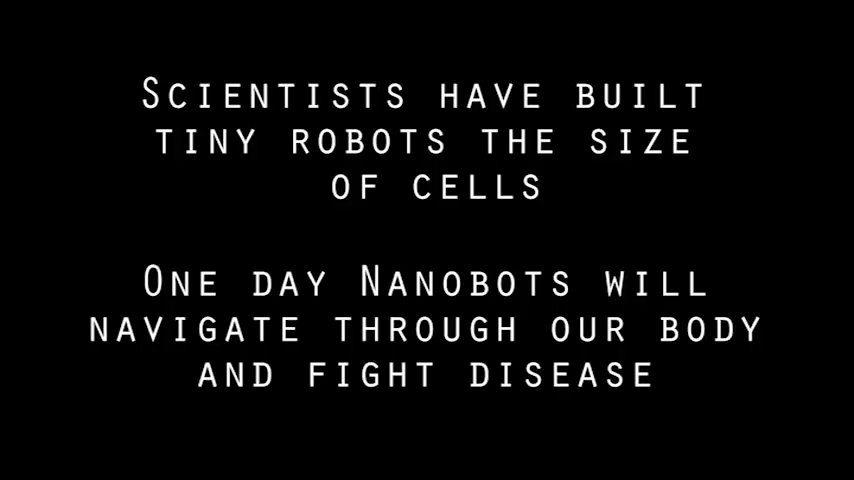 Scientists have built
tiny robots the size
of cells
One day Nanobots will
navigate through our body
and fight disease